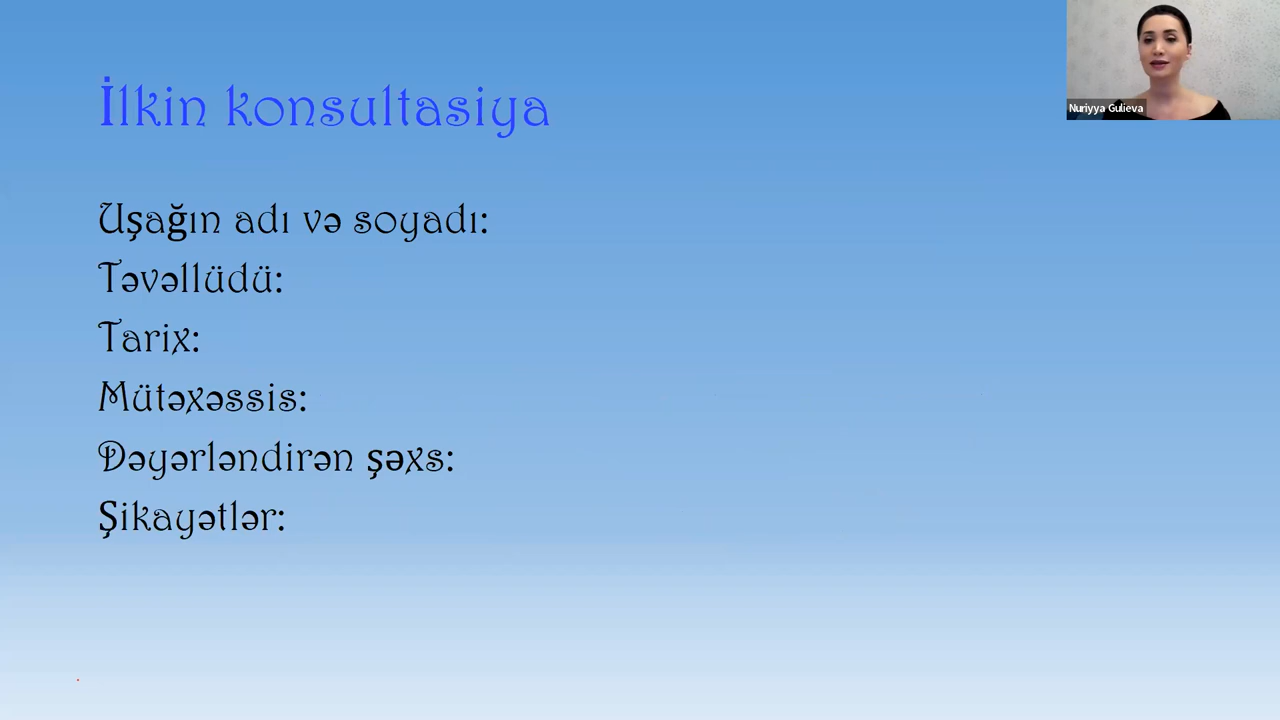 İlkin konsultasiya
Nuriyya Gulieva
Uşağın adı və soyadı:
Təvəllüdü:
Tarix:
Mütəxəssis:
Dəyərləndirən şəxs:
Şikayətlər: